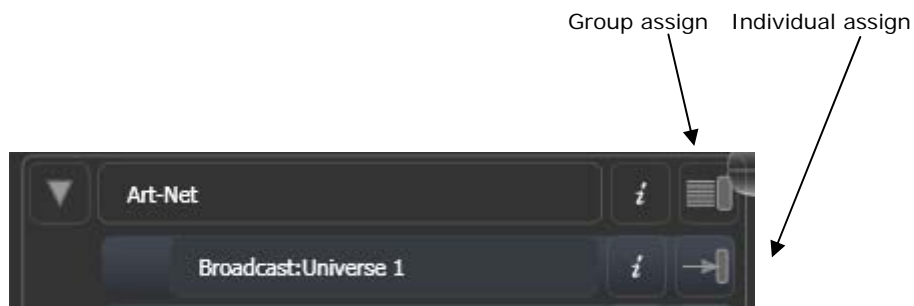 Group assign Individual assign
Art-Net i
Broadcast:Universe 1 i